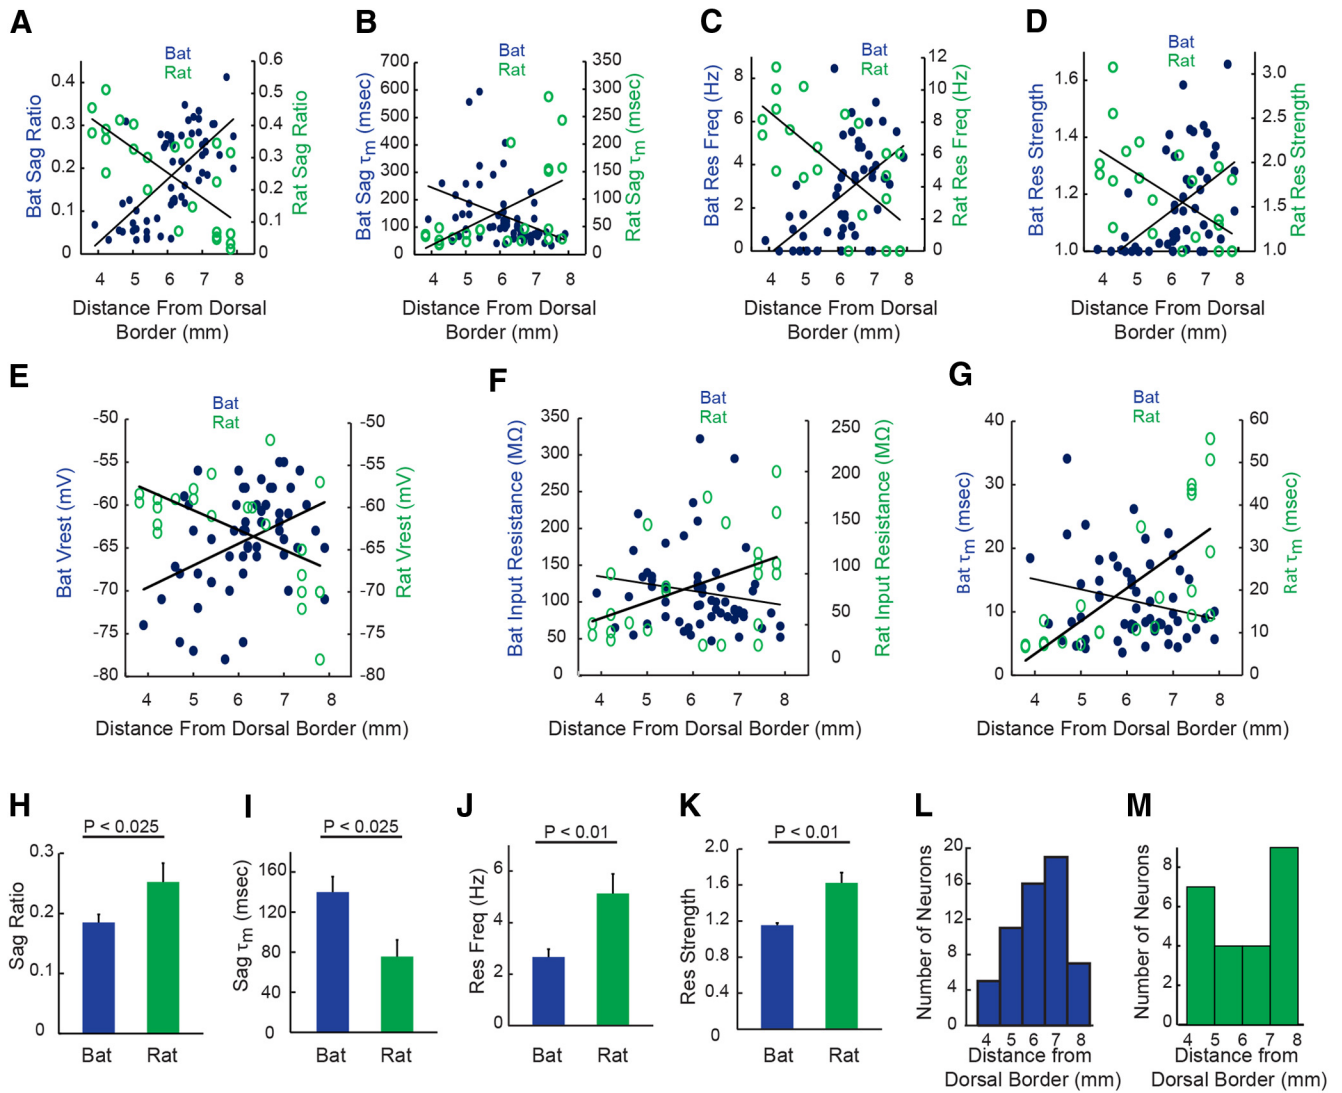 A
Bat
Rat
Bat Sag Ratio
0.4
0.3
0.2
0.1
0
0.6
0.5
0.4
0.3
0.2
0.1
0
Rat Sag Ratio
4 5 6 7 8
Distance From Dorsal
Border (mm)
B
Bat
Rat
Bat Sag τm (msec)
700
600
500
400
300
200
100
0
350
300
250
200
150
100
50
0
Rat Sag τm (msec)
4 5 6 7 8
Distance From Dorsal
Border (mm)
C
Bat
Rat
Bat Res Freq (Hz)
8
6
4
2
0
12
10
8
6
4
2
0
Rat Res Freq (Hz)
4 5 6 7 8
Distance From Dorsal
Border (mm)
D
Bat
Rat
Bat Res Strength
1.6
1.4
1.2
1.0
3.0
2.5
2.0
1.5
1.0
Rat Res Strength
4 5 6 7 8
Distance From Dorsal
Border (mm)
E
Bat
Rat
Bat Vrest (mV)
-50
-55
-60
-65
-70
-75
-80
-50
-55
-60
-65
-70
-75
-80
Rat Vrest (mV)
4 5 6 7 8
Distance From Dorsal Border (mm)
F
Bat
Rat
Bat Input Resistance (MΩ)
350
300
250
200
150
100
50
0
250
200
150
100
50
0
Rat Input Resistance (MΩ)
4 5 6 7 8
Distance From Dorsal Border (mm)
G
Bat
Rat
Bat τm (msec)
40
30
20
10
0
60
50
40
30
20
10
0
Rat τm (msec)
4 5 6 7 8
Distance From Dorsal Border (mm)
H
P < 0.025
Sag Ratio
0.3
0.2
0.1
0
Bat Rat
I
P < 0.025
Sag τm (msec)
160
120
80
40
0
Bat Rat
J
P < 0.01
Res Freq (Hz)
6
4
2
0
Bat Rat
K
P < 0.01
Res Strength
2.0
1.6
1.2
0.8
0.4
0
Bat Rat
L
Number of Neurons
20
16
12
8
4
0
4 5 6 7 8
Distance from
Dorsal Border (mm)
M
Number of Neurons
8
6
4
2
0
4 5 6 7 8
Distance from
Dorsal Border (mm)